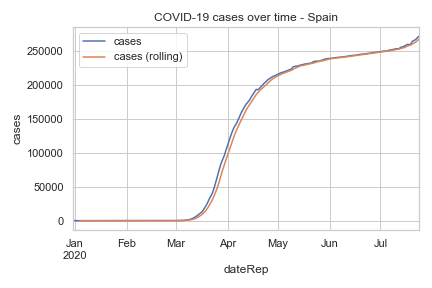 COVID-19 cases over time - Spain
cases
cases (rolling)
250000
200000
150000
100000
50000
0
cases
Jan Feb Mar Apr May Jun Jul
2020
dateRep